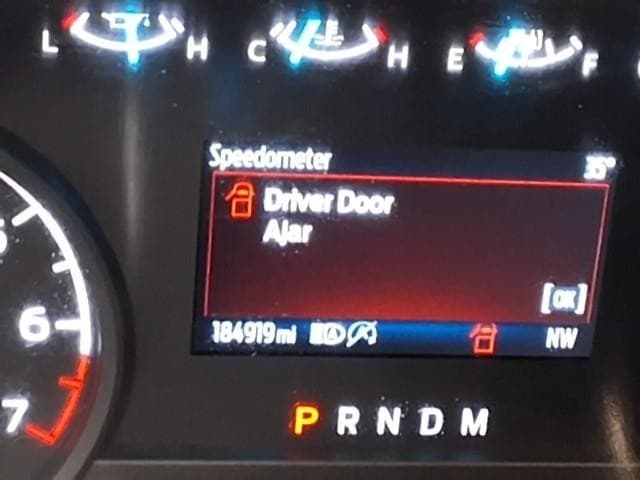 L H C H E F
Speedometer 35°
Driver Door
Ajar
[OK]
6
184919mi NW
7
P R N D M